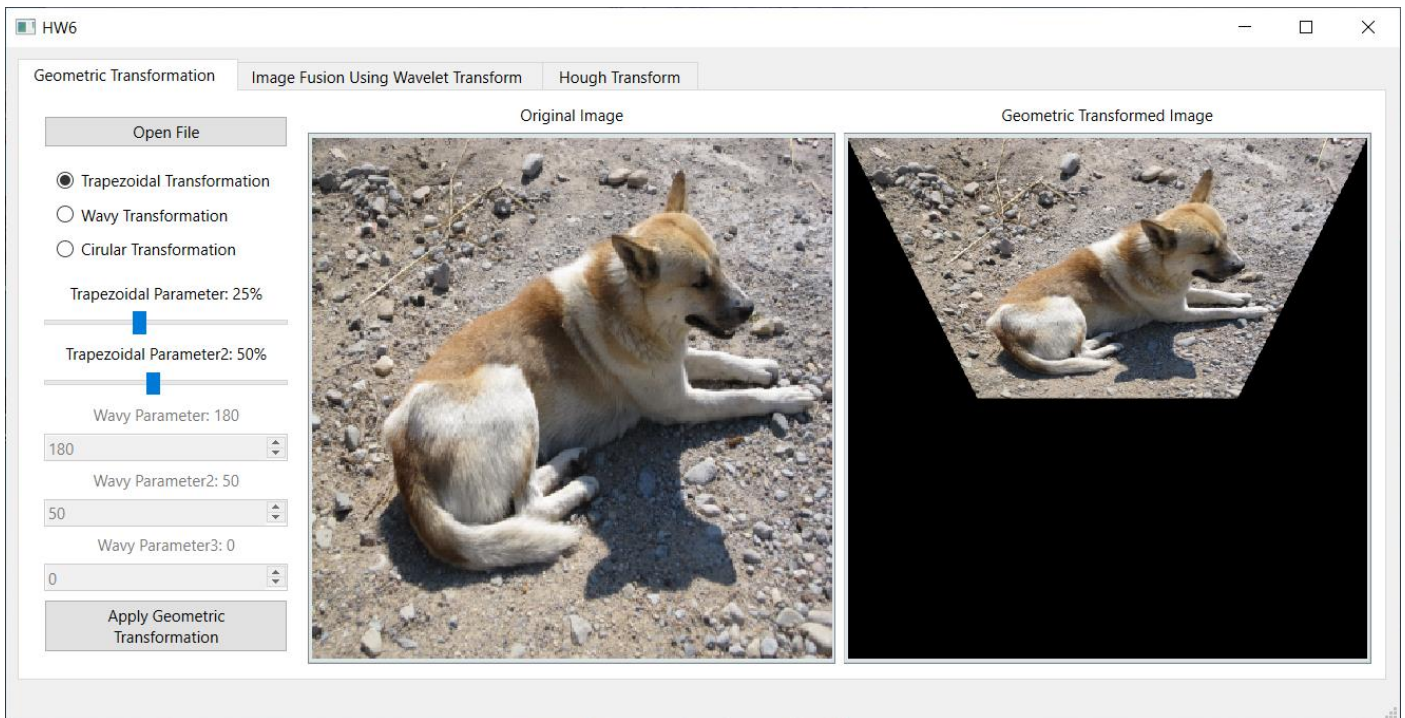 HW6
Geometric Transformation
Image Fusion Using Wavelet Transform
Hough Transform
Open File
Trapezoidal Transformation
Wavy Transformation
Cirular Transformation
Trapezoidal Parameter: 25%
Trapezoidal Parameter2: 50%
Wavy Parameter: 180
180
Wavy Parameter2: 50
50
Wavy Parameter3: 0
0
Apply Geometric
Transformation
Original Image
Geometric Transformed Image